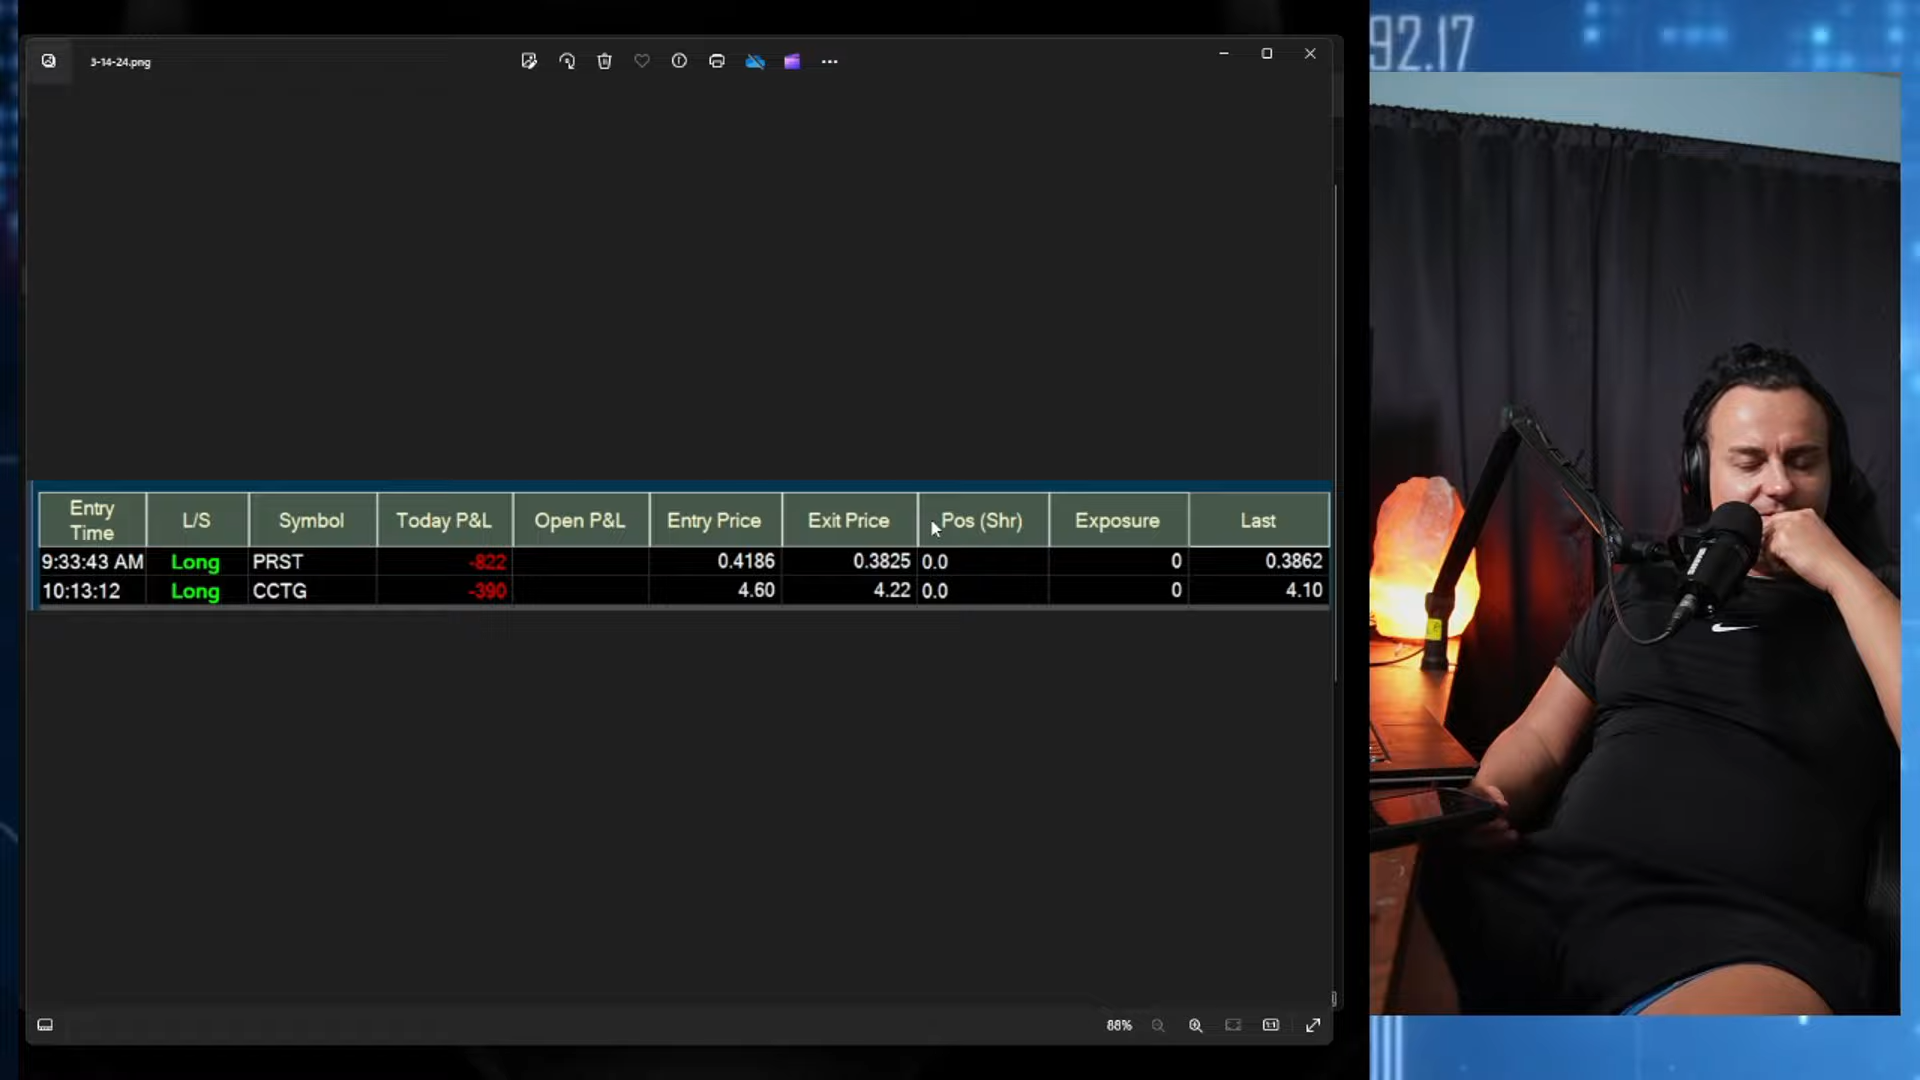 92.17
3-14-24.png
Entry Time L/S Symbol Today P&L Open P&L Entry Price Exit Price Pos (Shr) Exposure Last
9:33:43 AM Long PRST -822 0.4186 0.3825 0.0 0 0.3862
10:13:12 Long CCTG -390 4.60 4.22 0.0 0 4.10
88%